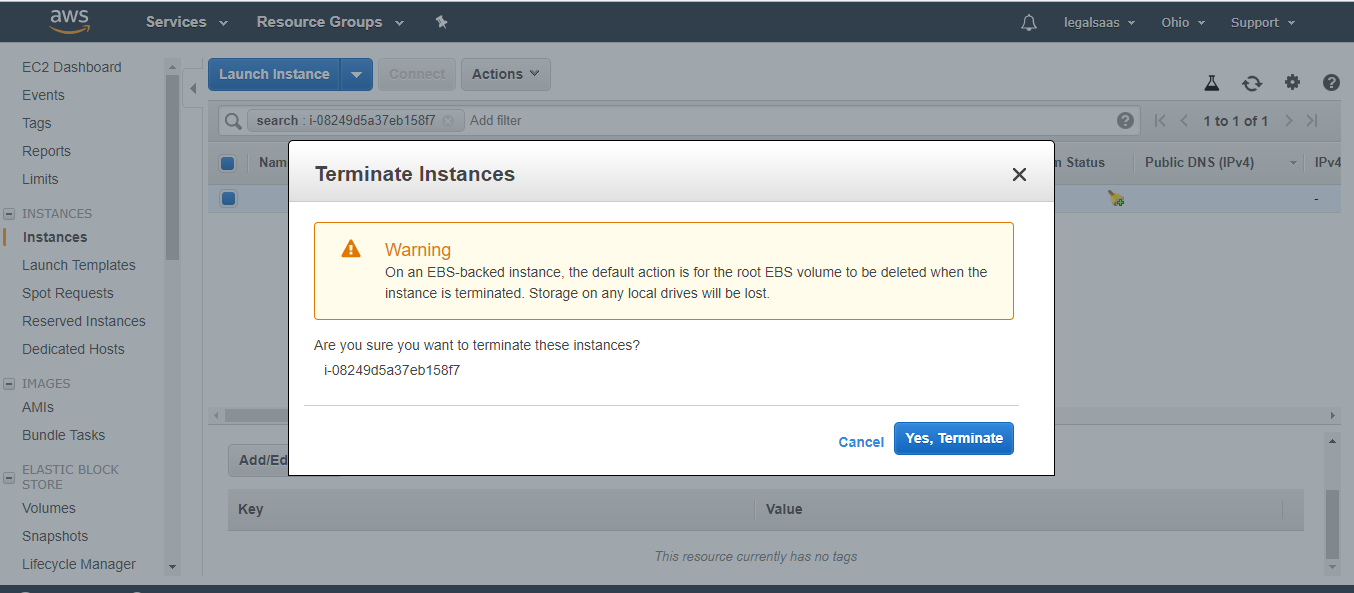 aws Services Resource Groups legalsaas Ohio Support
EC2 Dashboard
Events
Tags
Reports
Limits
INSTANCES
Instances
Launch Templates
Spot Requests
Reserved Instances
Dedicated Hosts
IMAGES
AMIs
Bundle Tasks
ELASTIC BLOCK
STORE
Volumes
Snapshots
Lifecycle Manager
Launch Instance Connect Actions
search : i-08249d5a37eb158f7 Add filter 1 to 1 of 1
Nam Status Public DNS (IPv4) IPv4
-
Terminate Instances
Warning
On an EBS-backed instance, the default action is for the root EBS volume to be deleted when the
instance is terminated. Storage on any local drives will be lost.
Are you sure you want to terminate these instances?
i-08249d5a37eb158f7
Cancel Yes, Terminate
Add/Ed
Key Value
This resource currently has no tags